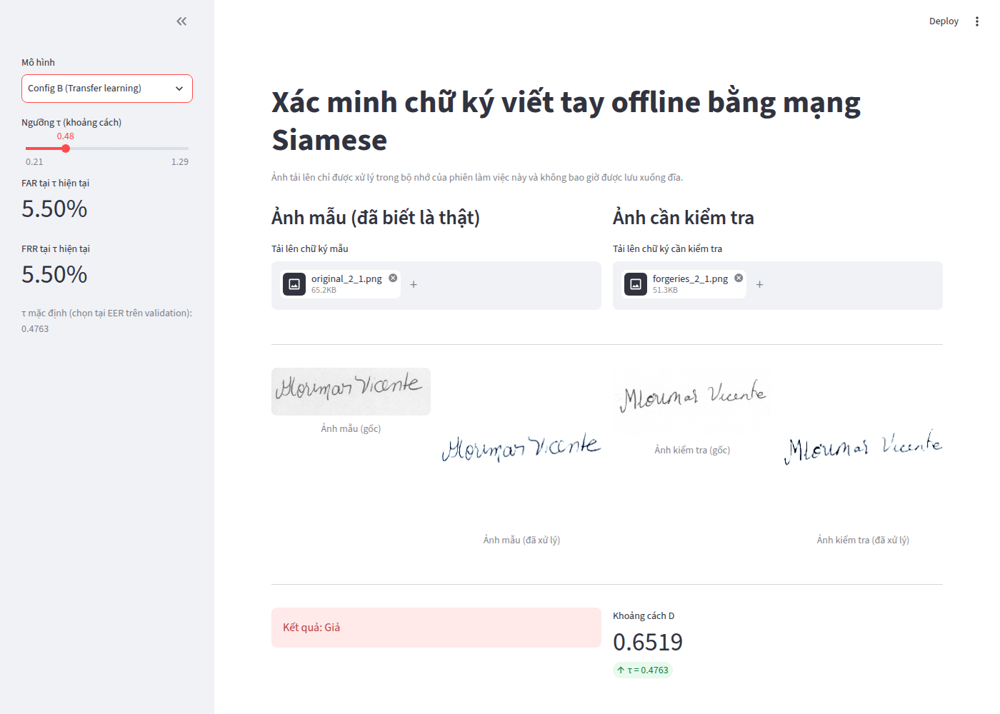 Deploy
Mô hình
Config B (Transfer learning)
Ngưỡng τ (khoảng cách)
0.48
0.21 1.29
FAR tại τ hiện tại
5.50%
FRR tại τ hiện tại
5.50%
τ mặc định (chọn tại EER trên validation):
0.4763
Xác minh chữ ký viết tay offline bằng mạng
Siamese
Ảnh tải lên chỉ được xử lý trong bộ nhớ của phiên làm việc này và không bao giờ được lưu xuống đĩa.
Ảnh mẫu (đã biết là thật)
Tải lên chữ ký mẫu
original_2_1.png
65.2KB
Ảnh cần kiểm tra
Tải lên chữ ký cần kiểm tra
forgeries_2_1.png
51.3KB
Vicente
Ảnh mẫu (gốc)
Vicente
Ảnh mẫu (đã xử lý)
Mloumar Vicente
Ảnh kiểm tra (gốc)
Mloumar Vicente
Ảnh kiểm tra (đã xử lý)
Kết quả: Giả
Khoảng cách D
0.6519
↑ τ = 0.4763